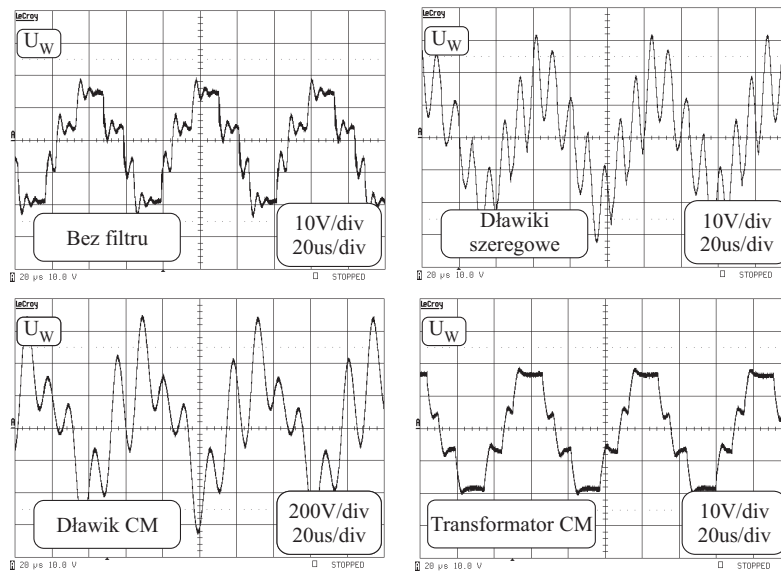 LeCroy
U_W
A
Bez filtru
10V/div
20us/div
20 µs 10.0 V
STOPPED
LeCroy
U_W
A
Dławiki
szeregowe
10V/div
20us/div
20 µs 10.0 V
STOPPED
LeCroy
U_W
A
Dławik CM
200V/div
20us/div
20 µs 10.0 V
STOPPED
LeCroy
U_W
A
Transformator CM
10V/div
20us/div
20 µs 10.0 V
STOPPED